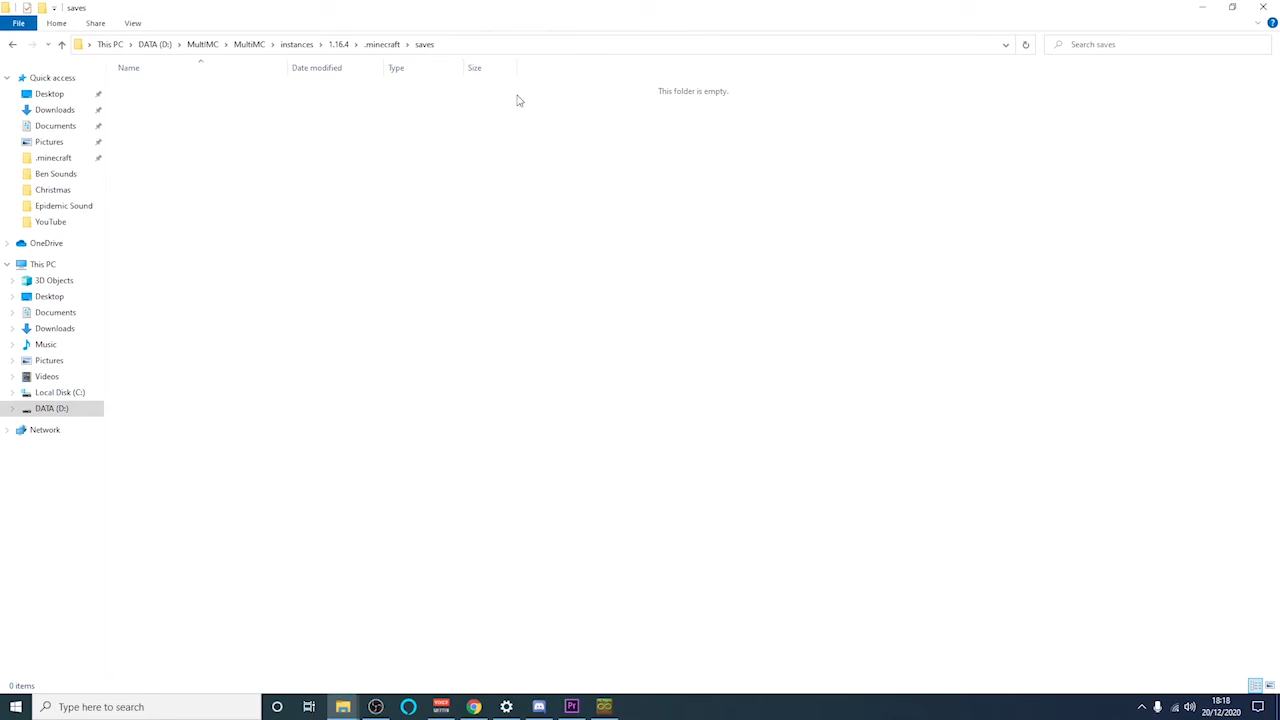 saves
File Home Share View
This PC DATA (D:) MultiMC MultiMC instances 1.16.4 .minecraft saves
Search saves
Name Date modified Type Size
This folder is empty.
Quick access
Desktop
Downloads
Documents
Pictures
.minecraft
Ben Sounds
Christmas
Epidemic Sound
YouTube
OneDrive
This PC
3D Objects
Desktop
Documents
Downloads
Music
Pictures
Videos
Local Disk (C:)
DATA (D:)
Network
0 items
Type here to search
Pr
18:18
20/12/2020